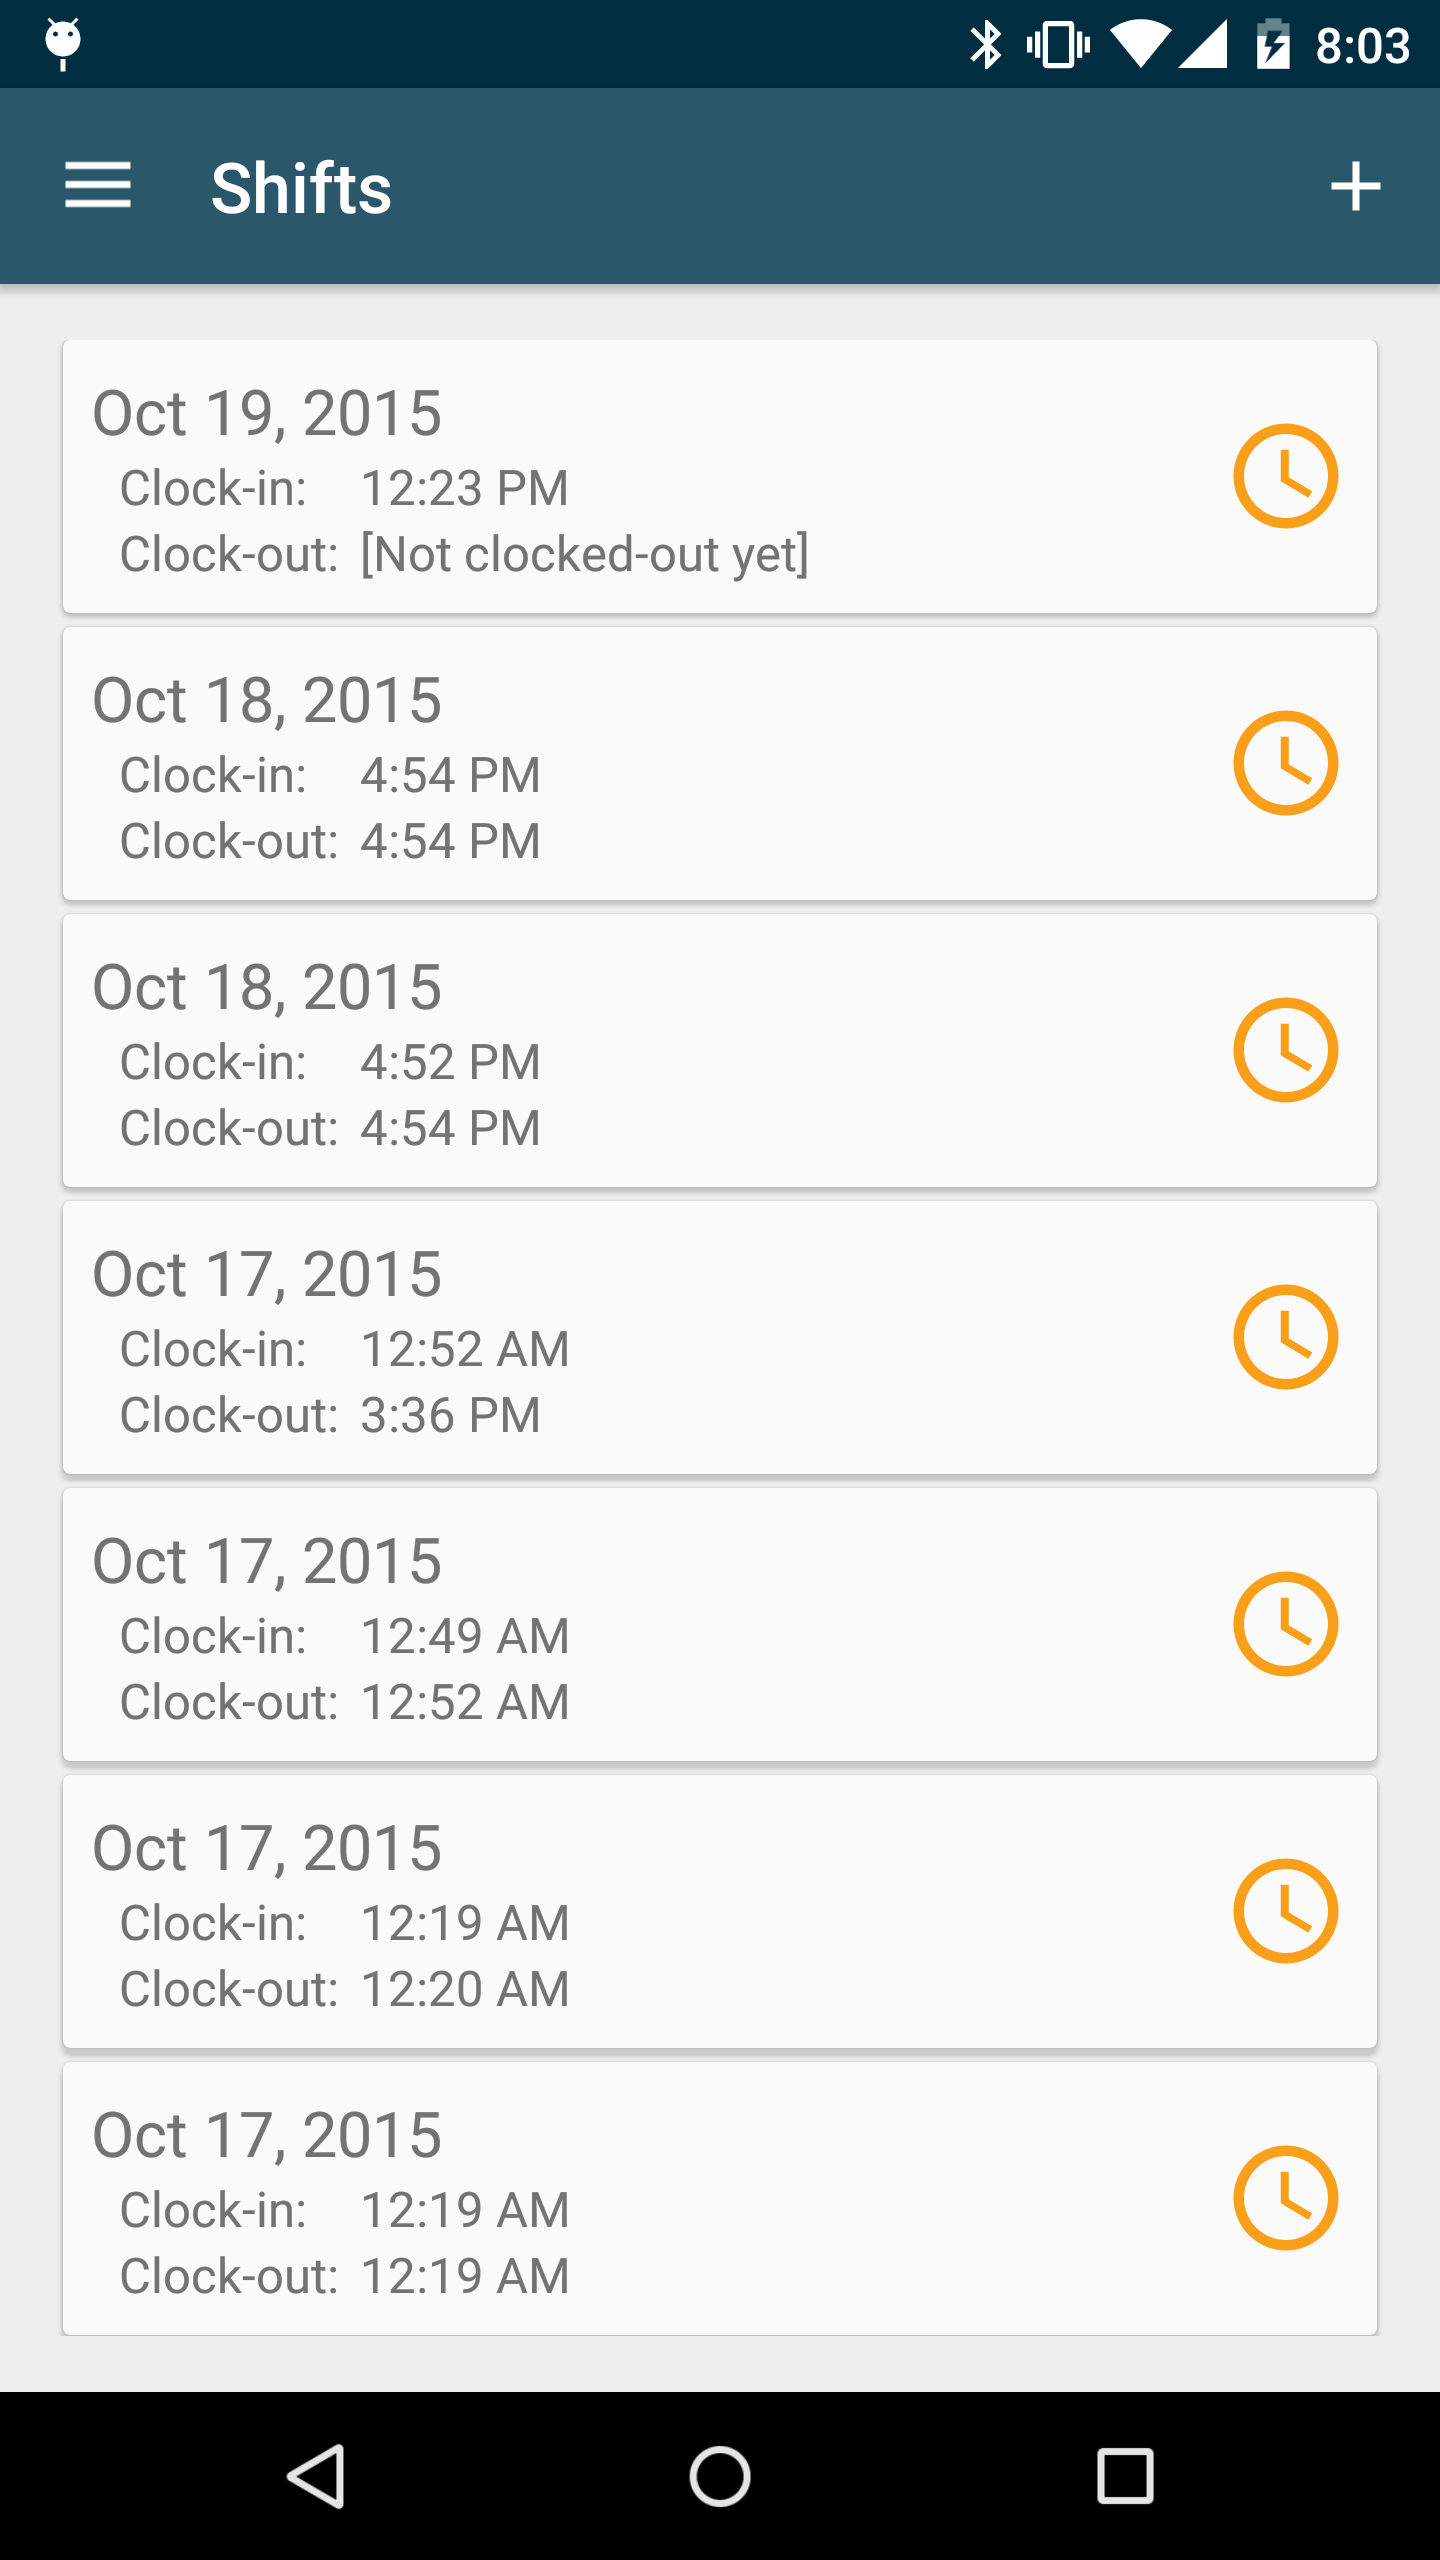 8:03
Shifts
Oct 19, 2015
Clock-in: 12:23 PM
Clock-out: [Not clocked-out yet]
Oct 18, 2015
Clock-in: 4:54 PM
Clock-out: 4:54 PM
Oct 18, 2015
Clock-in: 4:52 PM
Clock-out: 4:54 PM
Oct 17, 2015
Clock-in: 12:52 AM
Clock-out: 3:36 PM
Oct 17, 2015
Clock-in: 12:49 AM
Clock-out: 12:52 AM
Oct 17, 2015
Clock-in: 12:19 AM
Clock-out: 12:20 AM
Oct 17, 2015
Clock-in: 12:19 AM
Clock-out: 12:19 AM